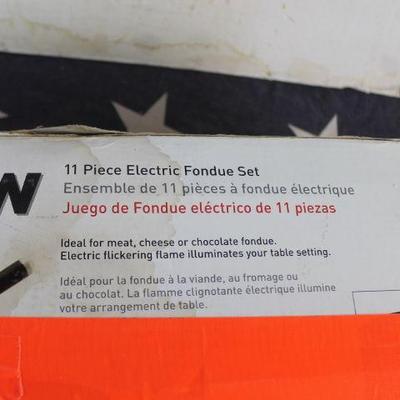 W
11 Piece Electric Fondue Set
Ensemble de 11 pièces à fondue électrique
Juego de Fondue eléctrico de 11 piezas
Ideal for meat, cheese or chocolate fondue.
Electric flickering flame illuminates your table setting.
Idéal pour la fondue à la viande, au fromage ou
au chocolat. La flamme clignotante électrique illumine
votre arrangement de table.